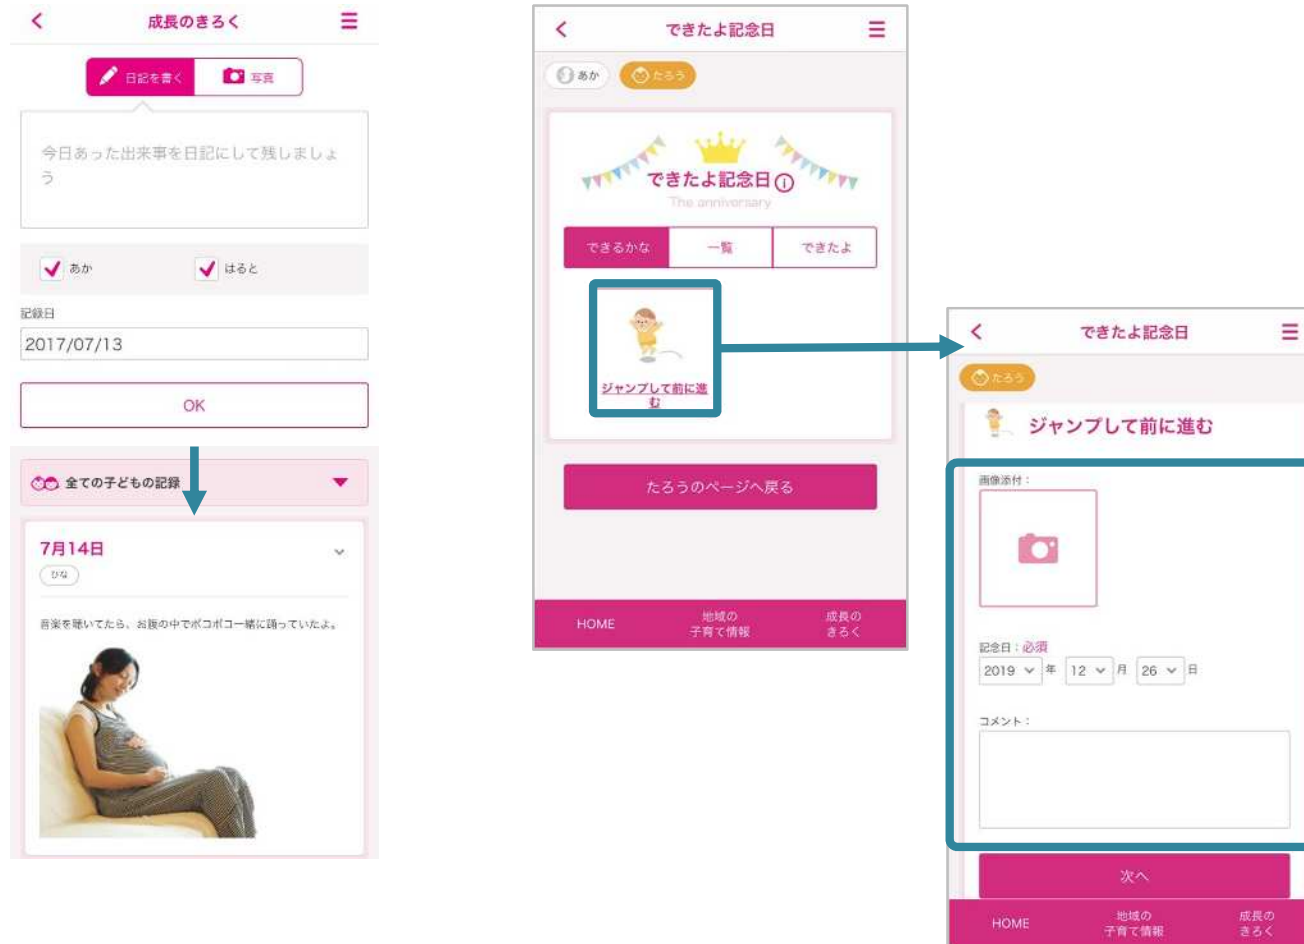 成長のきろく
日記を書く
写真
今日あった出来事を日記にして残しましょ
う
あか
はると
記録日
2017/07/13
OK
全ての子どもの記録
7月14日
ひな
音楽を聴いてたら、お腹の中でポコポコ一緒に踊っていたよ。
できたよ記念日
あか
たろう
できたよ記念日
The anniversary
できるかな
一覧
できたよ
ジャンプして前に進
む
たろうのページへ戻る
HOME
地域の
子育て情報
成長の
きろく
できたよ記念日
たろう
ジャンプして前に進む
画像添付:
記念日:必須
2019 年 12 月 26 日
コメント:
次へ
HOME
地域の
子育て情報
成長の
きろく